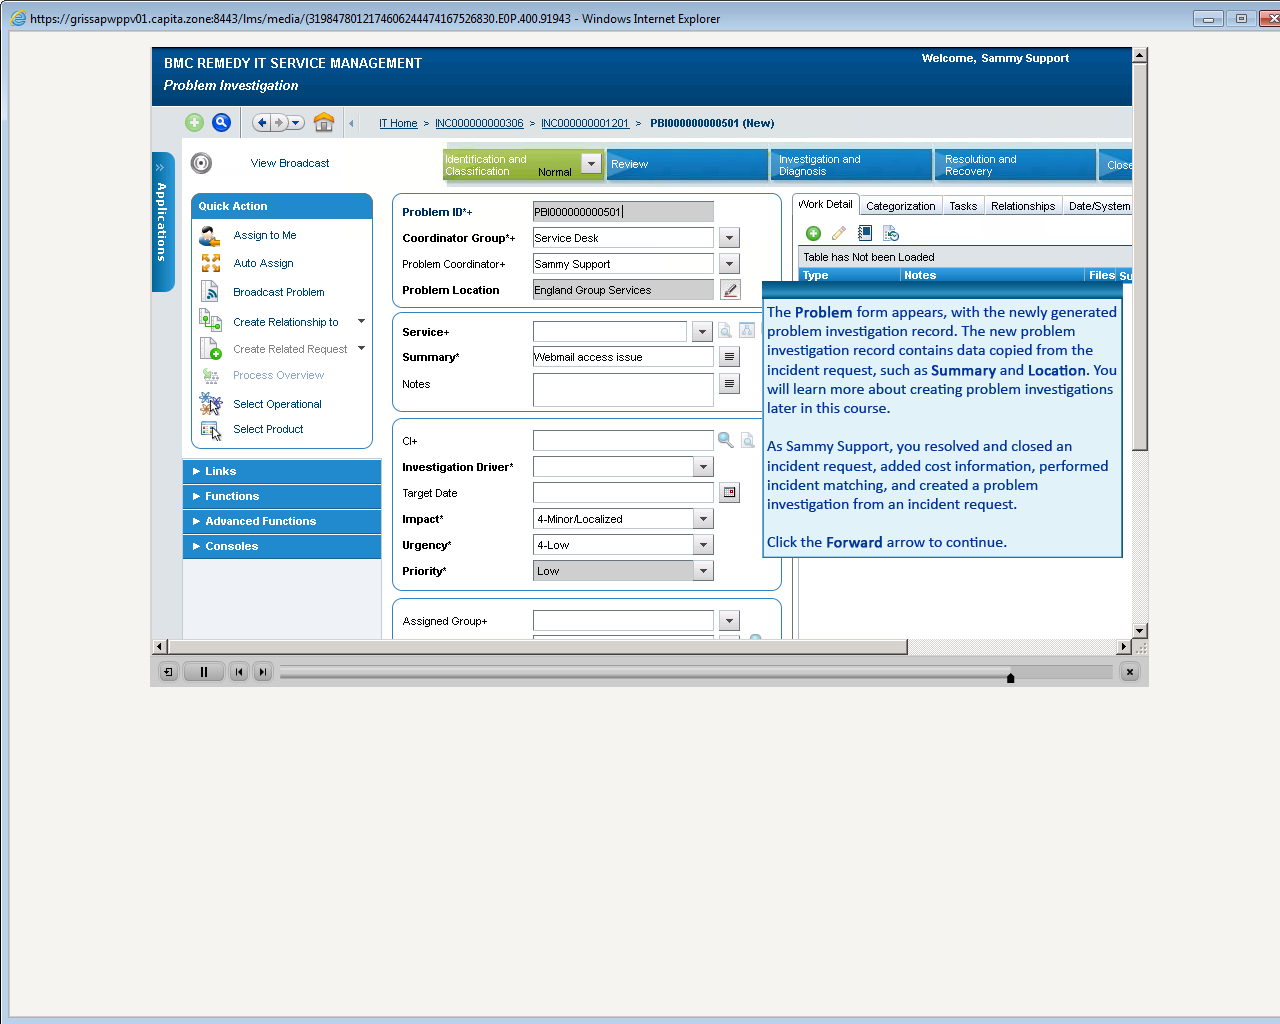 https://grissapwppv01.capita.zone:8443/lms/media/(3198478012174606244474167526830.E0P.400.91943 - Windows Internet Explorer
BMC REMEDY IT SERVICE MANAGEMENT
Welcome, Sammy Support
Problem Investigation
IT Home > INC000000000306 > INC000000001201 > PBI000000000501 (New)
View Broadcast
Identification and
Classification
Normal
Review
Investigation and
Diagnosis
Resolution and
Recovery
Close
Applications
Quick Action
Assign to Me
Auto Assign
Broadcast Problem
Create Relationship to
Create Related Request
Process Overview
Select Operational
Select Product
Links
Functions
Advanced Functions
Consoles
Problem ID*+ PBI000000000501
Coordinator Group*+ Service Desk
Problem Coordinator+ Sammy Support
Problem Location England Group Services
Service+
Summary* Webmail access issue
Notes
CI+
Investigation Driver*
Target Date
Impact* 4-Minor/Localized
Urgency* 4-Low
Priority* Low
Assigned Group+
Work Detail Categorization Tasks Relationships Date/System
Table has Not been Loaded
Type Notes Files Su
The Problem form appears, with the newly generated
problem investigation record. The new problem
investigation record contains data copied from the
incident request, such as Summary and Location. You
will learn more about creating problem investigations
later in this course.
As Sammy Support, you resolved and closed an
incident request, added cost information, performed
incident matching, and created a problem
investigation from an incident request.
Click the Forward arrow to continue.